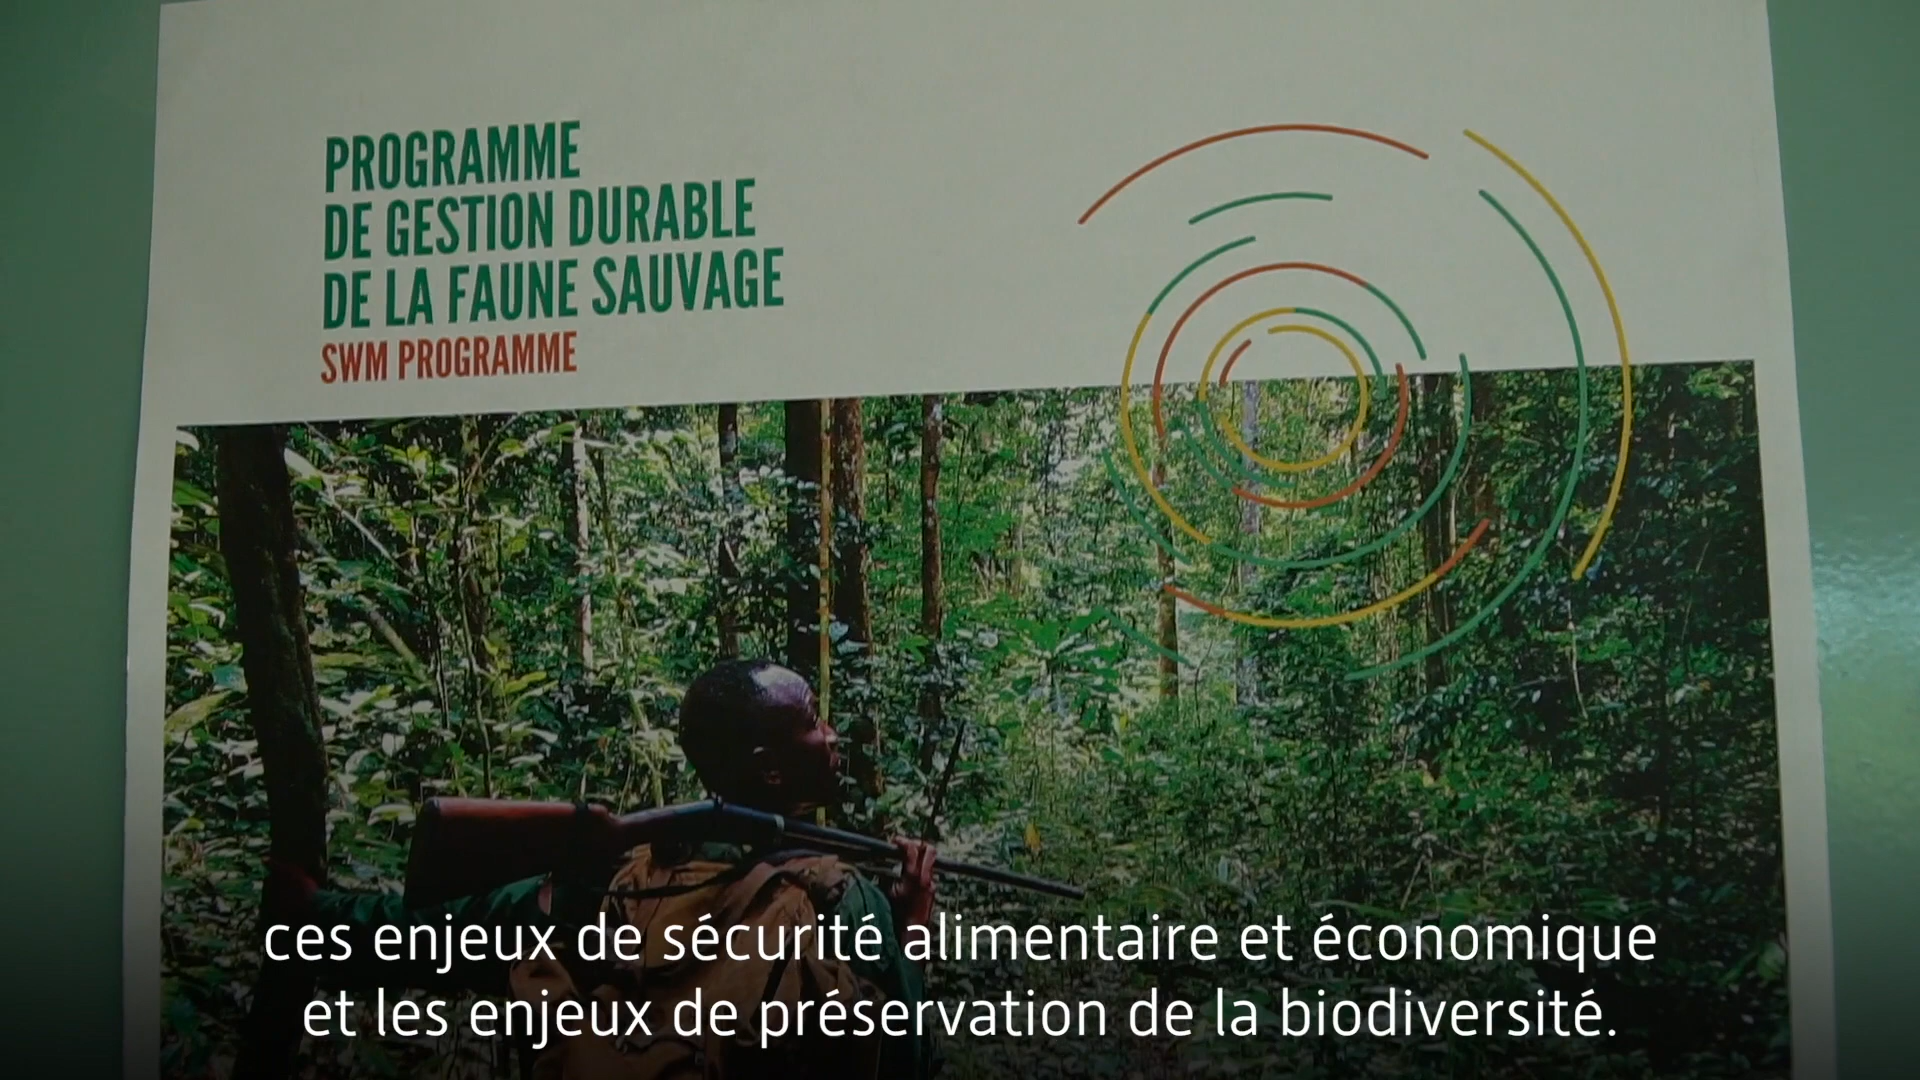 PROGRAMME
DE GESTION DURABLE
DE LA FAUNE SAUVAGE
SWM PROGRAMME
ces enjeux de sécurité alimentaire et économique
et les enjeux de préservation de la biodiversité.